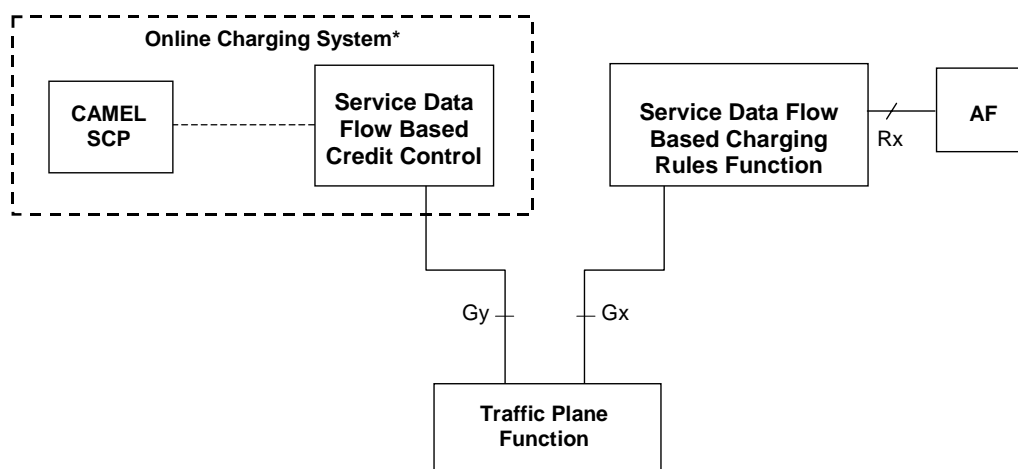 Online Charging System*
CAMEL
SCP
Service Data
Flow Based
Credit Control
Service Data Flow
Based Charging
Rules Function
Rx
AF
Gy
Gx
Traffic Plane
Function